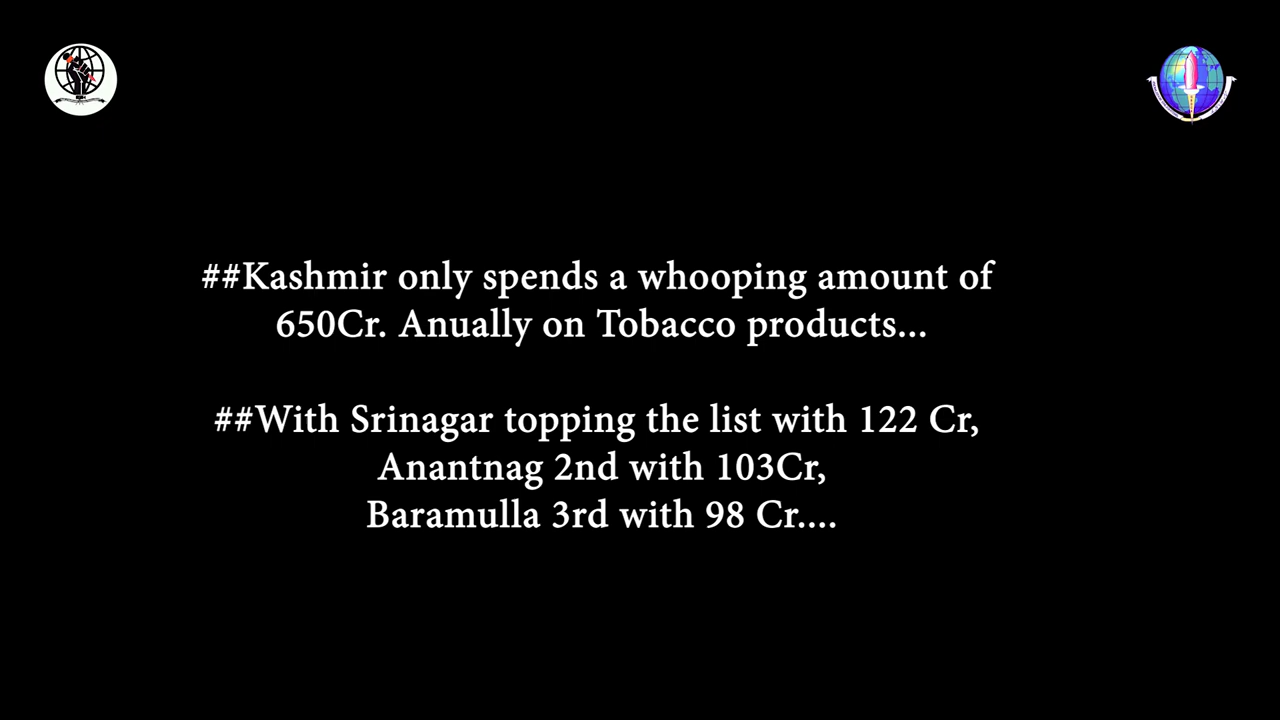 ##Kashmir only spends a whooping amount of
650Cr. Anually on Tobacco products...
##With Srinagar topping the list with 122 Cr,
Anantnag 2nd with 103Cr,
Baramulla 3rd with 98 Cr....